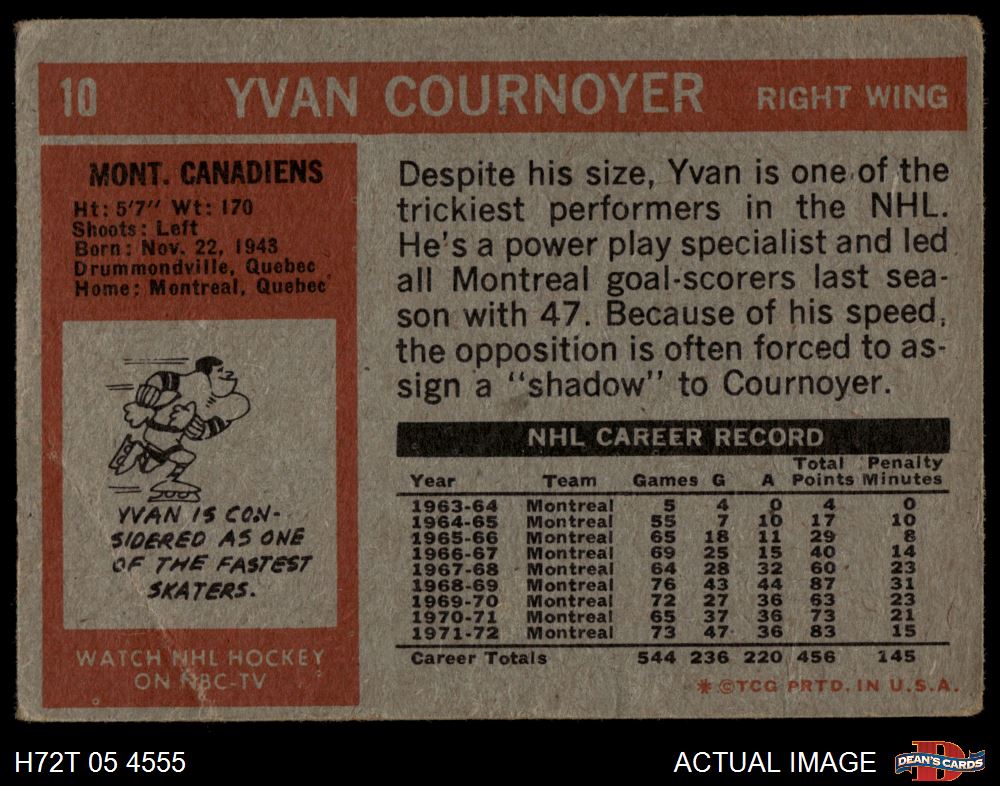 10 YVAN COURNOYER RIGHT WING
MONT. CANADIENS
Ht: 5'7" Wt: 170
Shoots: Left
Born: Nov. 22, 1943
Drummondville, Quebec
Home: Montreal, Quebec
YVAN IS CON-
SIDERED AS ONE
OF THE FASTEST
SKATERS.
WATCH NHL HOCKEY
ON NBC-TV
Despite his size, Yvan is one of the
trickiest performers in the NHL.
He's a power play specialist and led
all Montreal goal-scorers last sea-
son with 47. Because of his speed,
the opposition is often forced to as-
sign a "shadow" to Cournoyer.
NHL CAREER RECORD
Year Team Games G A Total Points Penalty Minutes
1963-64 Montreal 5 4 0 4 0
1964-65 Montreal 55 7 10 17 10
1965-66 Montreal 65 18 11 29 8
1966-67 Montreal 69 25 15 40 14
1967-68 Montreal 64 28 32 60 23
1968-69 Montreal 76 43 44 87 31
1969-70 Montreal 72 27 36 63 23
1970-71 Montreal 65 37 36 73 21
1971-72 Montreal 73 47 36 83 15
Career Totals 544 236 220 456 145
* ©TCG PRTD. IN U.S.A.
H72T 05 4555 ACTUAL IMAGE
D
DEAN'S CARDS